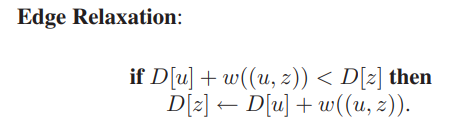 Edge Relaxation:
if D[u] + w((u, z)) < D[z] then
D[z] ← D[u] + w((u, z)).